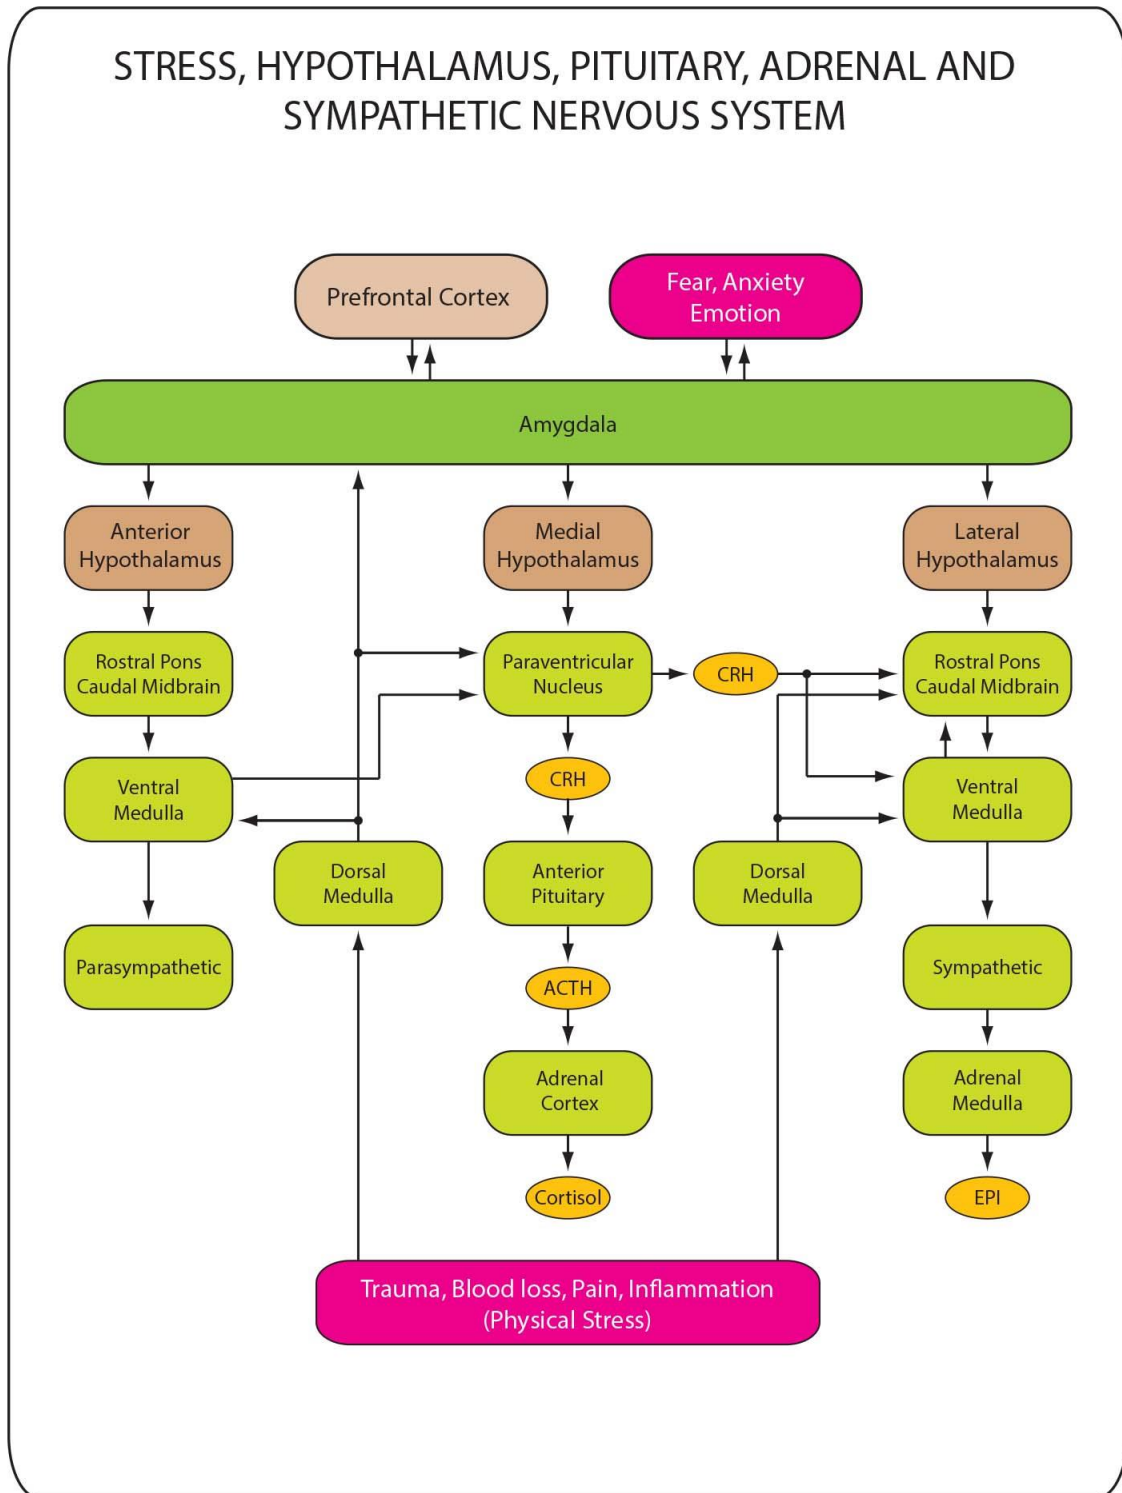 STRESS, HYPOTHALAMUS, PITUITARY, ADRENAL AND
SYMPATHETIC NERVOUS SYSTEM
Prefrontal Cortex
Fear, Anxiety
Emotion
Amygdala
Anterior
Hypothalamus
Medial
Hypothalamus
Lateral
Hypothalamus
Rostral Pons
Caudal Midbrain
Paraventricular
Nucleus
CRH
Rostral Pons
Caudal Midbrain
Ventral
Medulla
CRH
Ventral
Medulla
Dorsal
Medulla
Anterior
Pituitary
Dorsal
Medulla
Parasympathetic
ACTH
Sympathetic
Adrenal
Cortex
Adrenal
Medulla
Cortisol
EPI
Trauma, Blood loss, Pain, Inflammation
(Physical Stress)